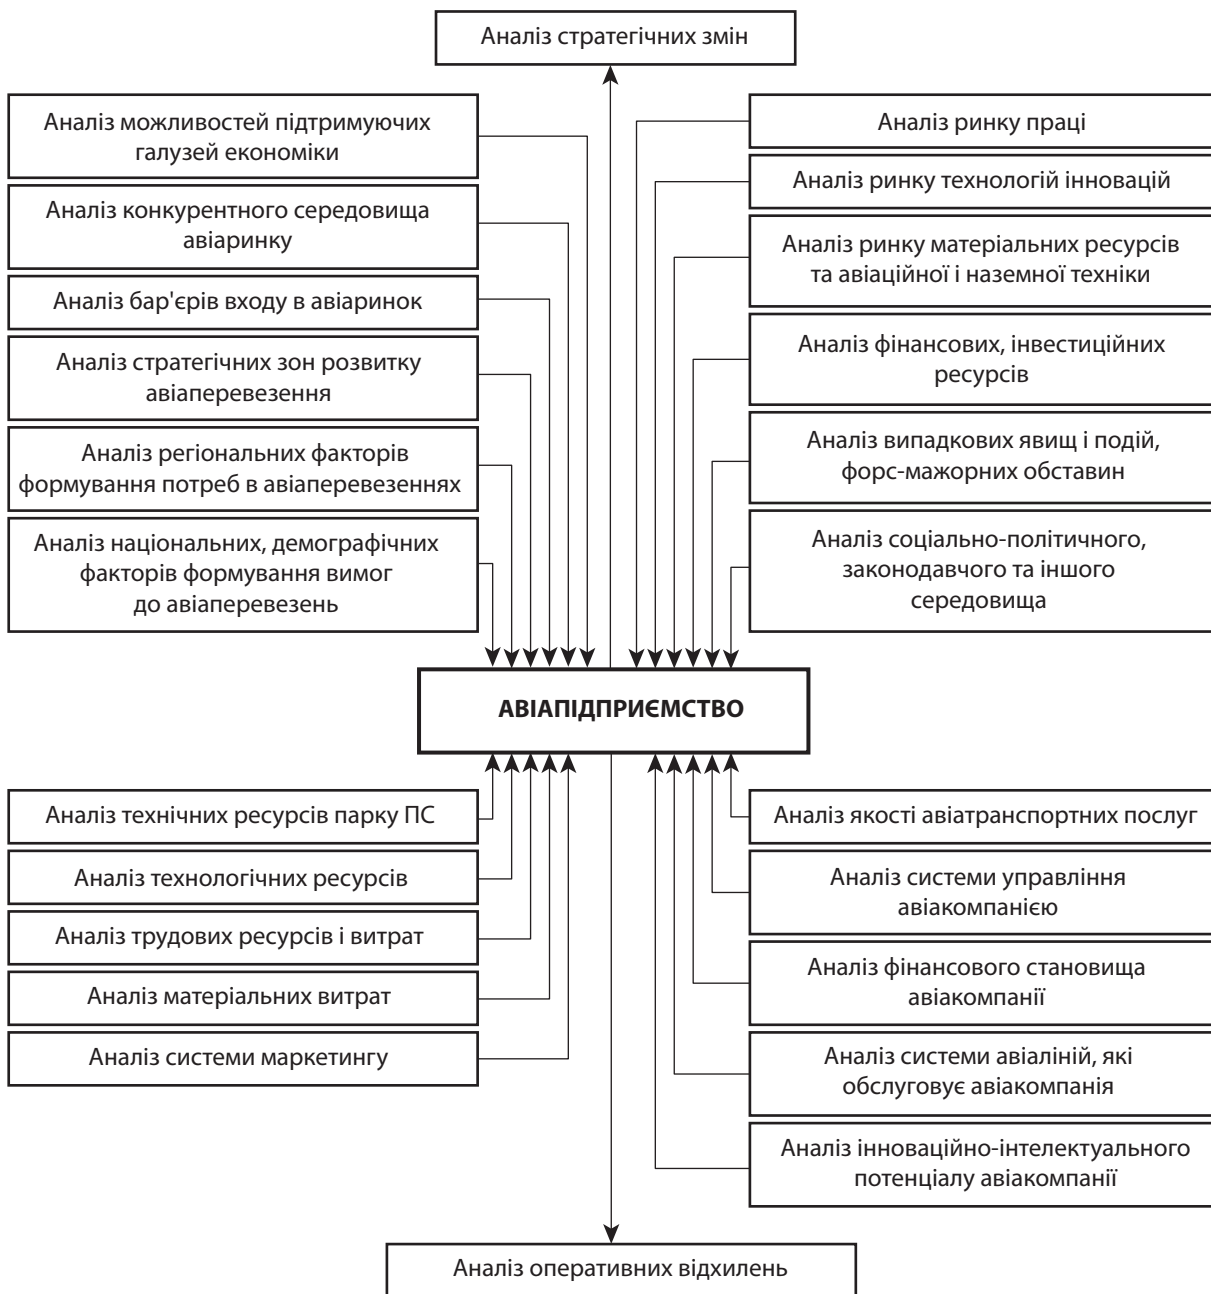 Аналіз стратегічних змін
Аналіз можливостей підтримуючих
галузей економіки
Аналіз конкурентного середовища
авіаринку
Аналіз бар'єрів входу в авіаринок
Аналіз стратегічних зон розвитку
авіаперевезення
Аналіз регіональних факторів
формування потреб в авіаперевезеннях
Аналіз національних, демографічних
факторів формування вимог
до авіаперевезень
Аналіз ринку праці
Аналіз ринку технологій інновацій
Аналіз ринку матеріальних ресурсів
та авіаційної і наземної техніки
Аналіз фінансових, інвестиційних
ресурсів
Аналіз випадкових явищ і подій,
форс-мажорних обставин
Аналіз соціально-політичного,
законодавчого та іншого
середовища
АВІАПІДПРИЄМСТВО
Аналіз технічних ресурсів парку ПС
Аналіз технологічних ресурсів
Аналіз трудових ресурсів і витрат
Аналіз матеріальних витрат
Аналіз системи маркетингу
Аналіз якості авіатранспортних послуг
Аналіз системи управління
авіакомпанією
Аналіз фінансового становища
авіакомпанії
Аналіз системи авіаліній, які
обслуговує авіакомпанія
Аналіз інноваційно-інтелектуального
потенціалу авіакомпанії
Аналіз оперативних відхилень